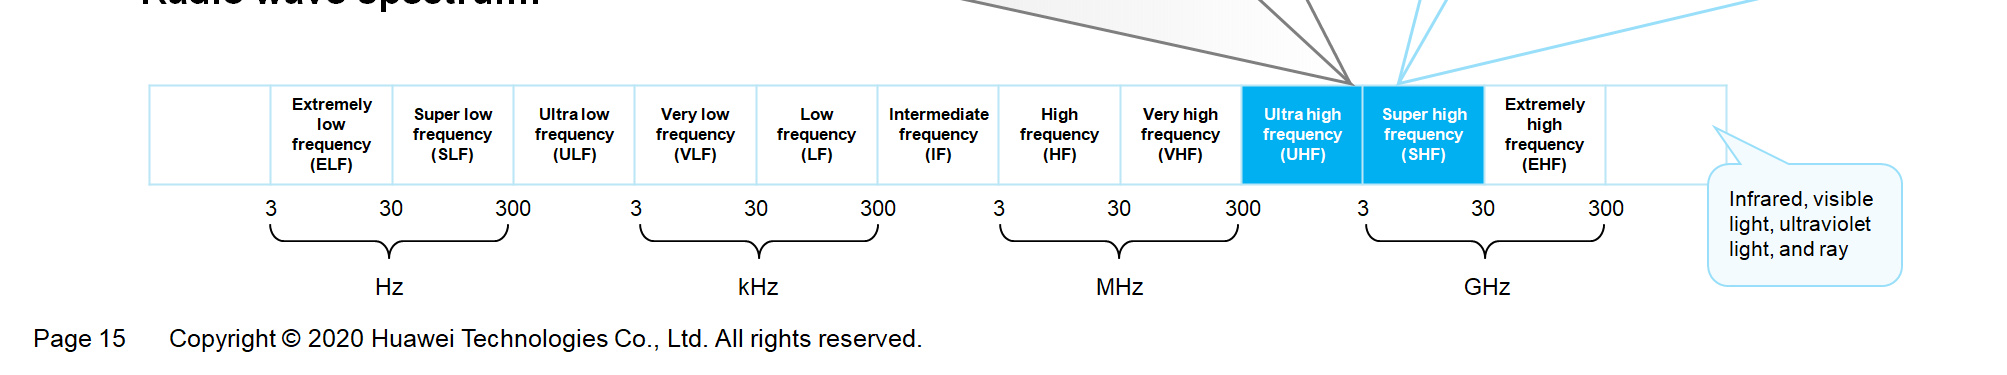 Radio wave spectrum:
Extremely
low
frequency
(ELF)
Super low
frequency
(SLF)
Ultra low
frequency
(ULF)
Very low
frequency
(VLF)
Low
frequency
(LF)
Intermediate
frequency
(IF)
High
frequency
(HF)
Very high
frequency
(VHF)
Ultra high
frequency
(UHF)
Super high
frequency
(SHF)
Extremely
high
frequency
(EHF)
3 30 300 3 30 300 3 30 300 3 30 300
Hz kHz MHz GHz
Infrared, visible
light, ultraviolet
light, and ray
Page 15 Copyright © 2020 Huawei Technologies Co., Ltd. All rights reserved.